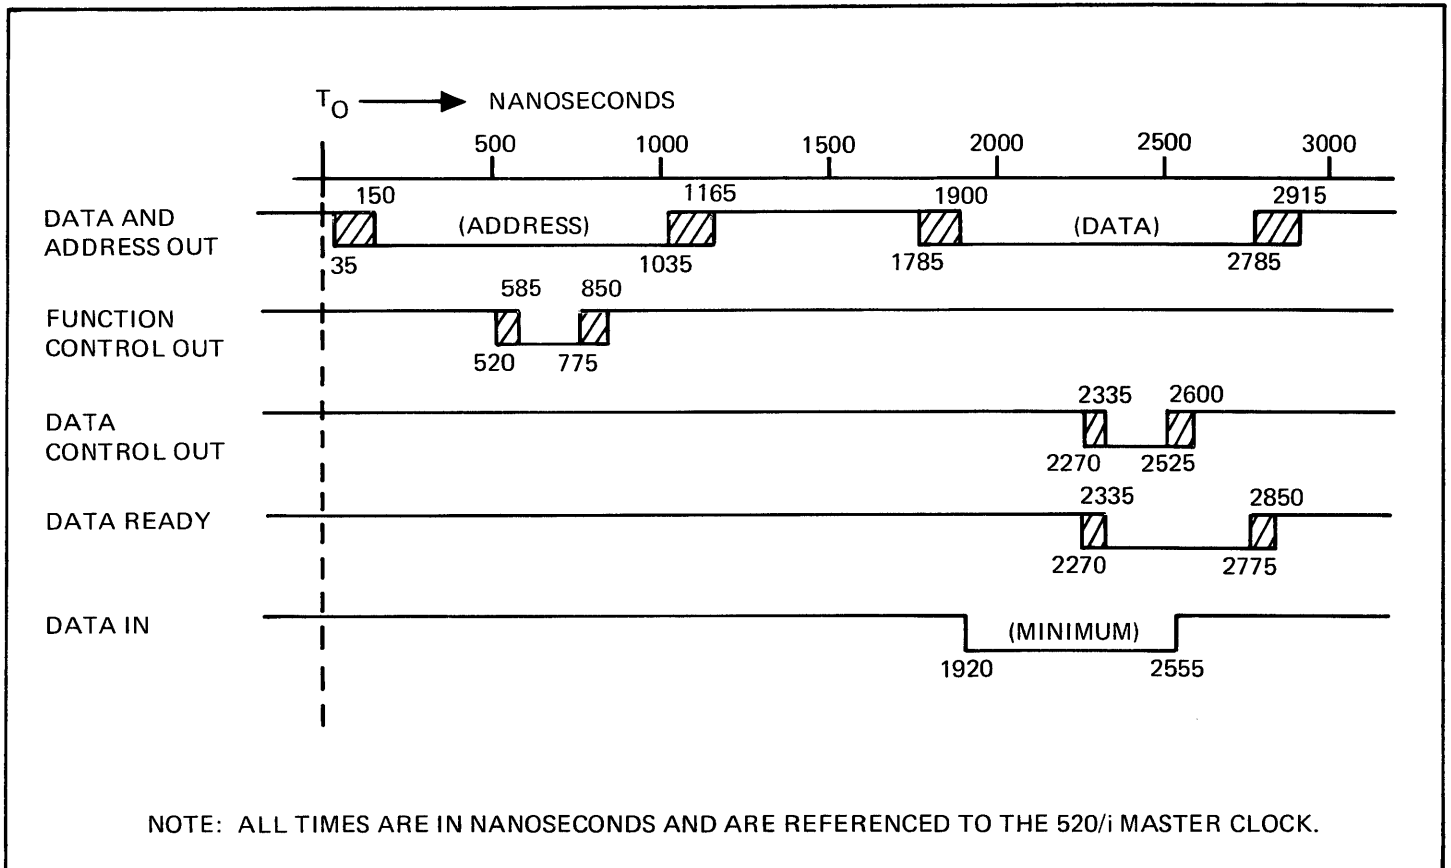 T0 NANOSECONDS
500 1000 1500 2000 2500 3000
150 1165 1900 2915
DATA AND
ADDRESS OUT
(ADDRESS) (DATA)
35 1035 1785 2785
585 850
FUNCTION
CONTROL OUT
520 775
2335 2600
DATA
CONTROL OUT
2270 2525
2335 2850
DATA READY
2270 2775
DATA IN
(MINIMUM)
1920 2555
NOTE: ALL TIMES ARE IN NANOSECONDS AND ARE REFERENCED TO THE 520/i MASTER CLOCK.